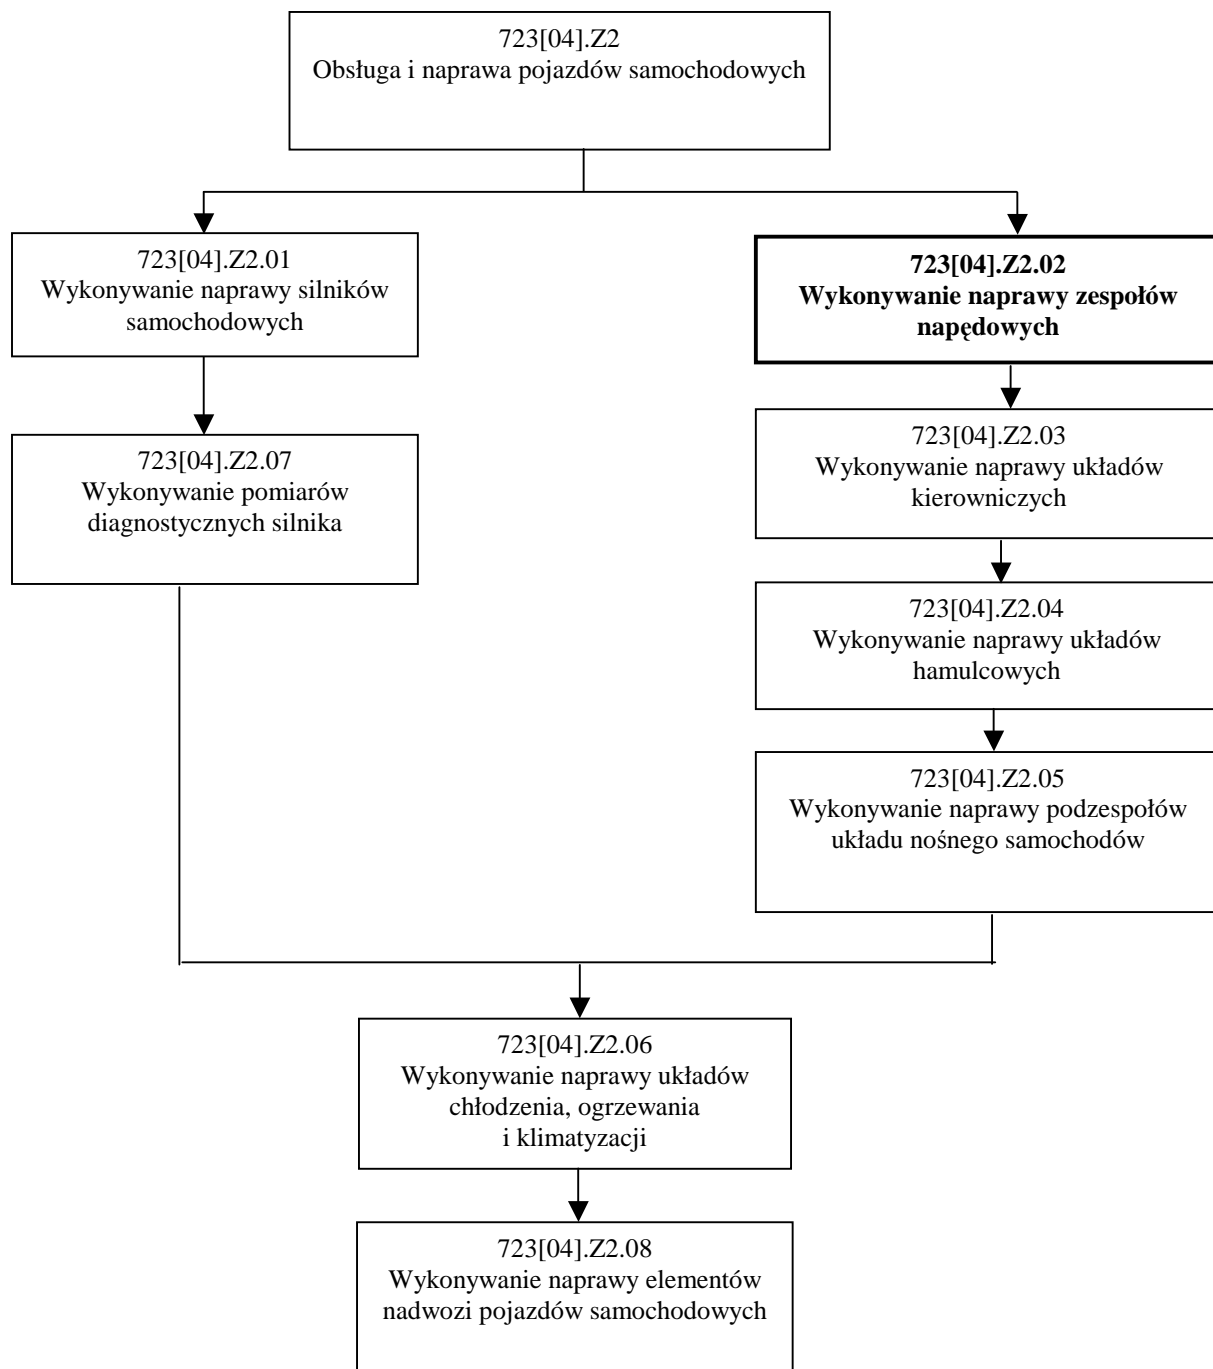 723[04].Z2
Obsługa i naprawa pojazdów samochodowych
723[04].Z2.01
Wykonywanie naprawy silników
samochodowych
723[04].Z2.02
Wykonywanie naprawy zespołów
napędowych
723[04].Z2.07
Wykonywanie pomiarów
diagnostycznych silnika
723[04].Z2.03
Wykonywanie naprawy układów
kierowniczych
723[04].Z2.04
Wykonywanie naprawy układów
hamulcowych
723[04].Z2.05
Wykonywanie naprawy podzespołów
układu nośnego samochodów
723[04].Z2.06
Wykonywanie naprawy układów
chłodzenia, ogrzewania
i klimatyzacji
723[04].Z2.08
Wykonywanie naprawy elementów
nadwozi pojazdów samochodowych